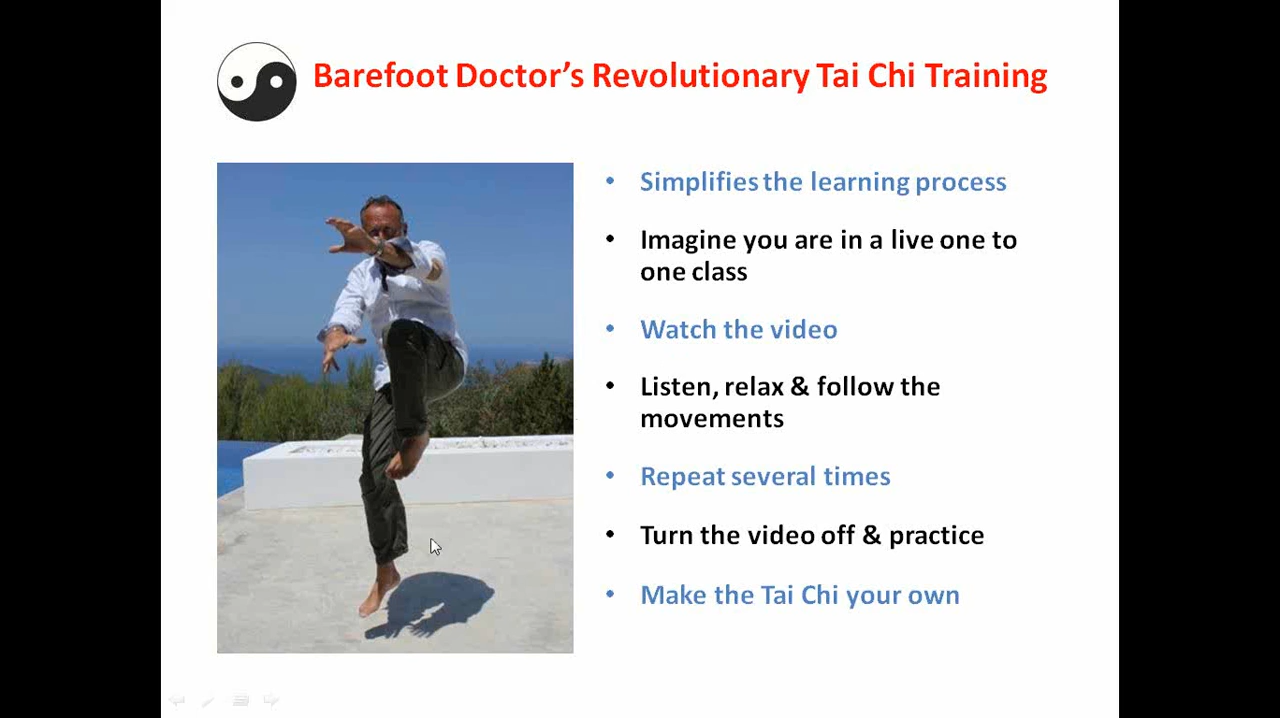 Barefoot Doctor's Revolutionary Tai Chi Training
• Simplifies the learning process
• Imagine you are in a live one to
one class
• Watch the video
• Listen, relax & follow the
movements
• Repeat several times
• Turn the video off & practice
• Make the Tai Chi your own